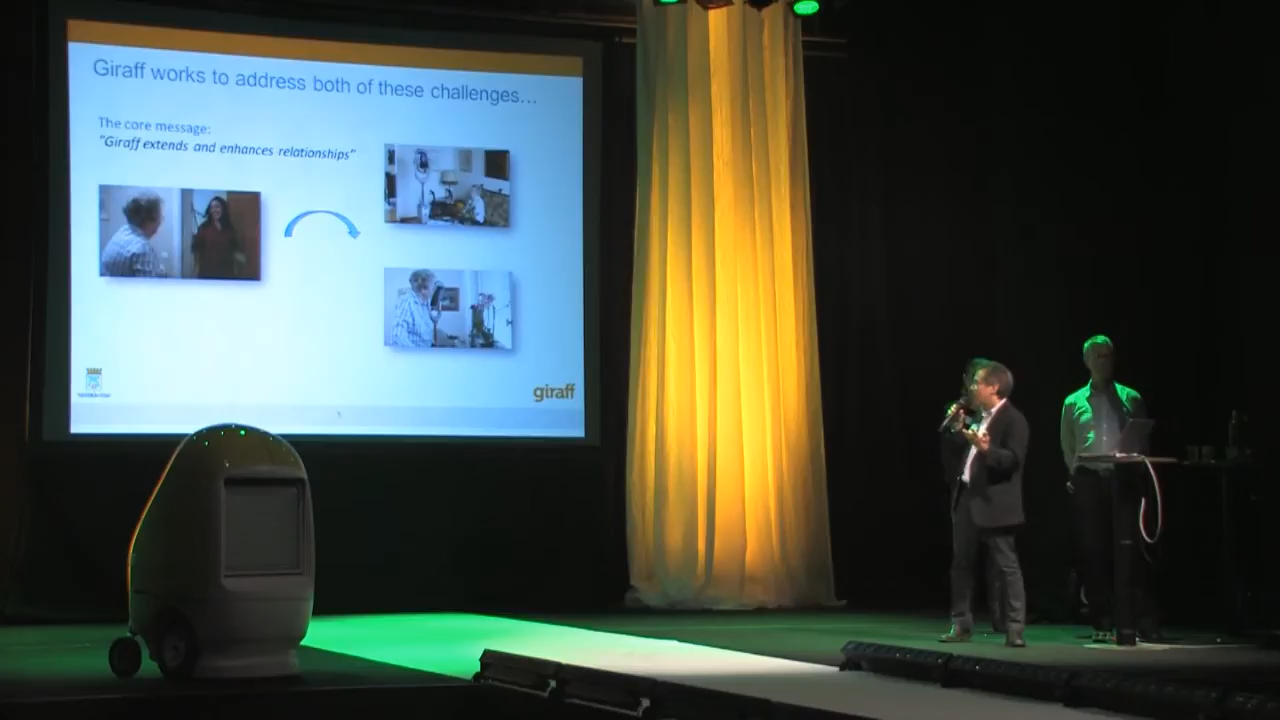 Giraff works to address both of these challenges...
The core message:
"Giraff extends and enhances relationships"
giraff